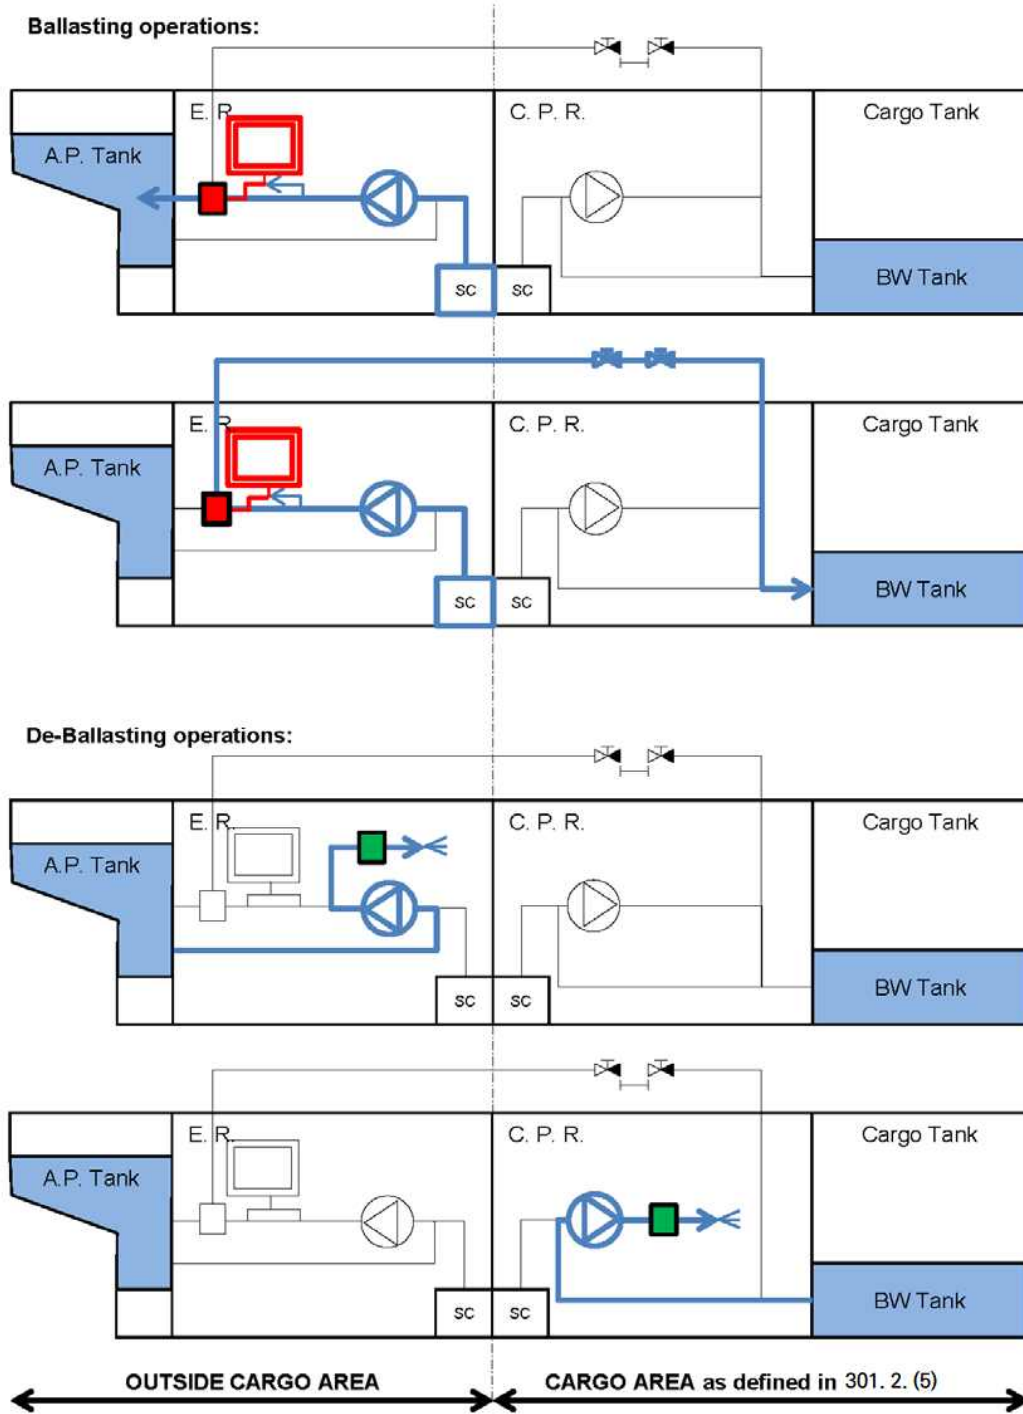 Ballasting operations:
E. R.
C. P. R.
Cargo Tank
A.P. Tank
BW Tank
SC
SC
E. R.
C. P. R.
Cargo Tank
A.P. Tank
BW Tank
SC
SC
De-Ballasting operations:
E. R.
C. P. R.
Cargo Tank
A.P. Tank
BW Tank
SC
SC
E. R.
C. P. R.
Cargo Tank
A.P. Tank
BW Tank
SC
SC
OUTSIDE CARGO AREA
CARGO AREA as defined in 301. 2. (5)